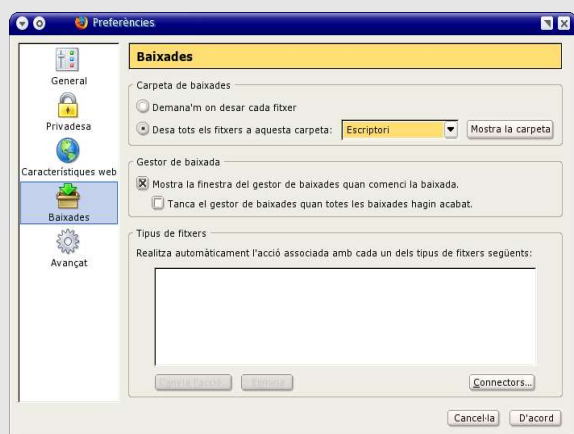 Preferències
General
Privadesa
Característiques web
Baixades
Avançat
Baixades
Carpeta de baixades
Demana'm on desar cada fitxer
Desa tots els fitxers a aquesta carpeta: Escriptori Mostra la carpeta
Gestor de baixada
Mostra la finestra del gestor de baixades quan comenci la baixada.
Tanca el gestor de baixades quan totes les baixades hagin acabat.
Tipus de fitxers
Realitza automàticament l'acció associada amb cada un dels tipus de fitxers següents:
Canvia l'acció... Elimina Connectors...
Cancel·la D'acord